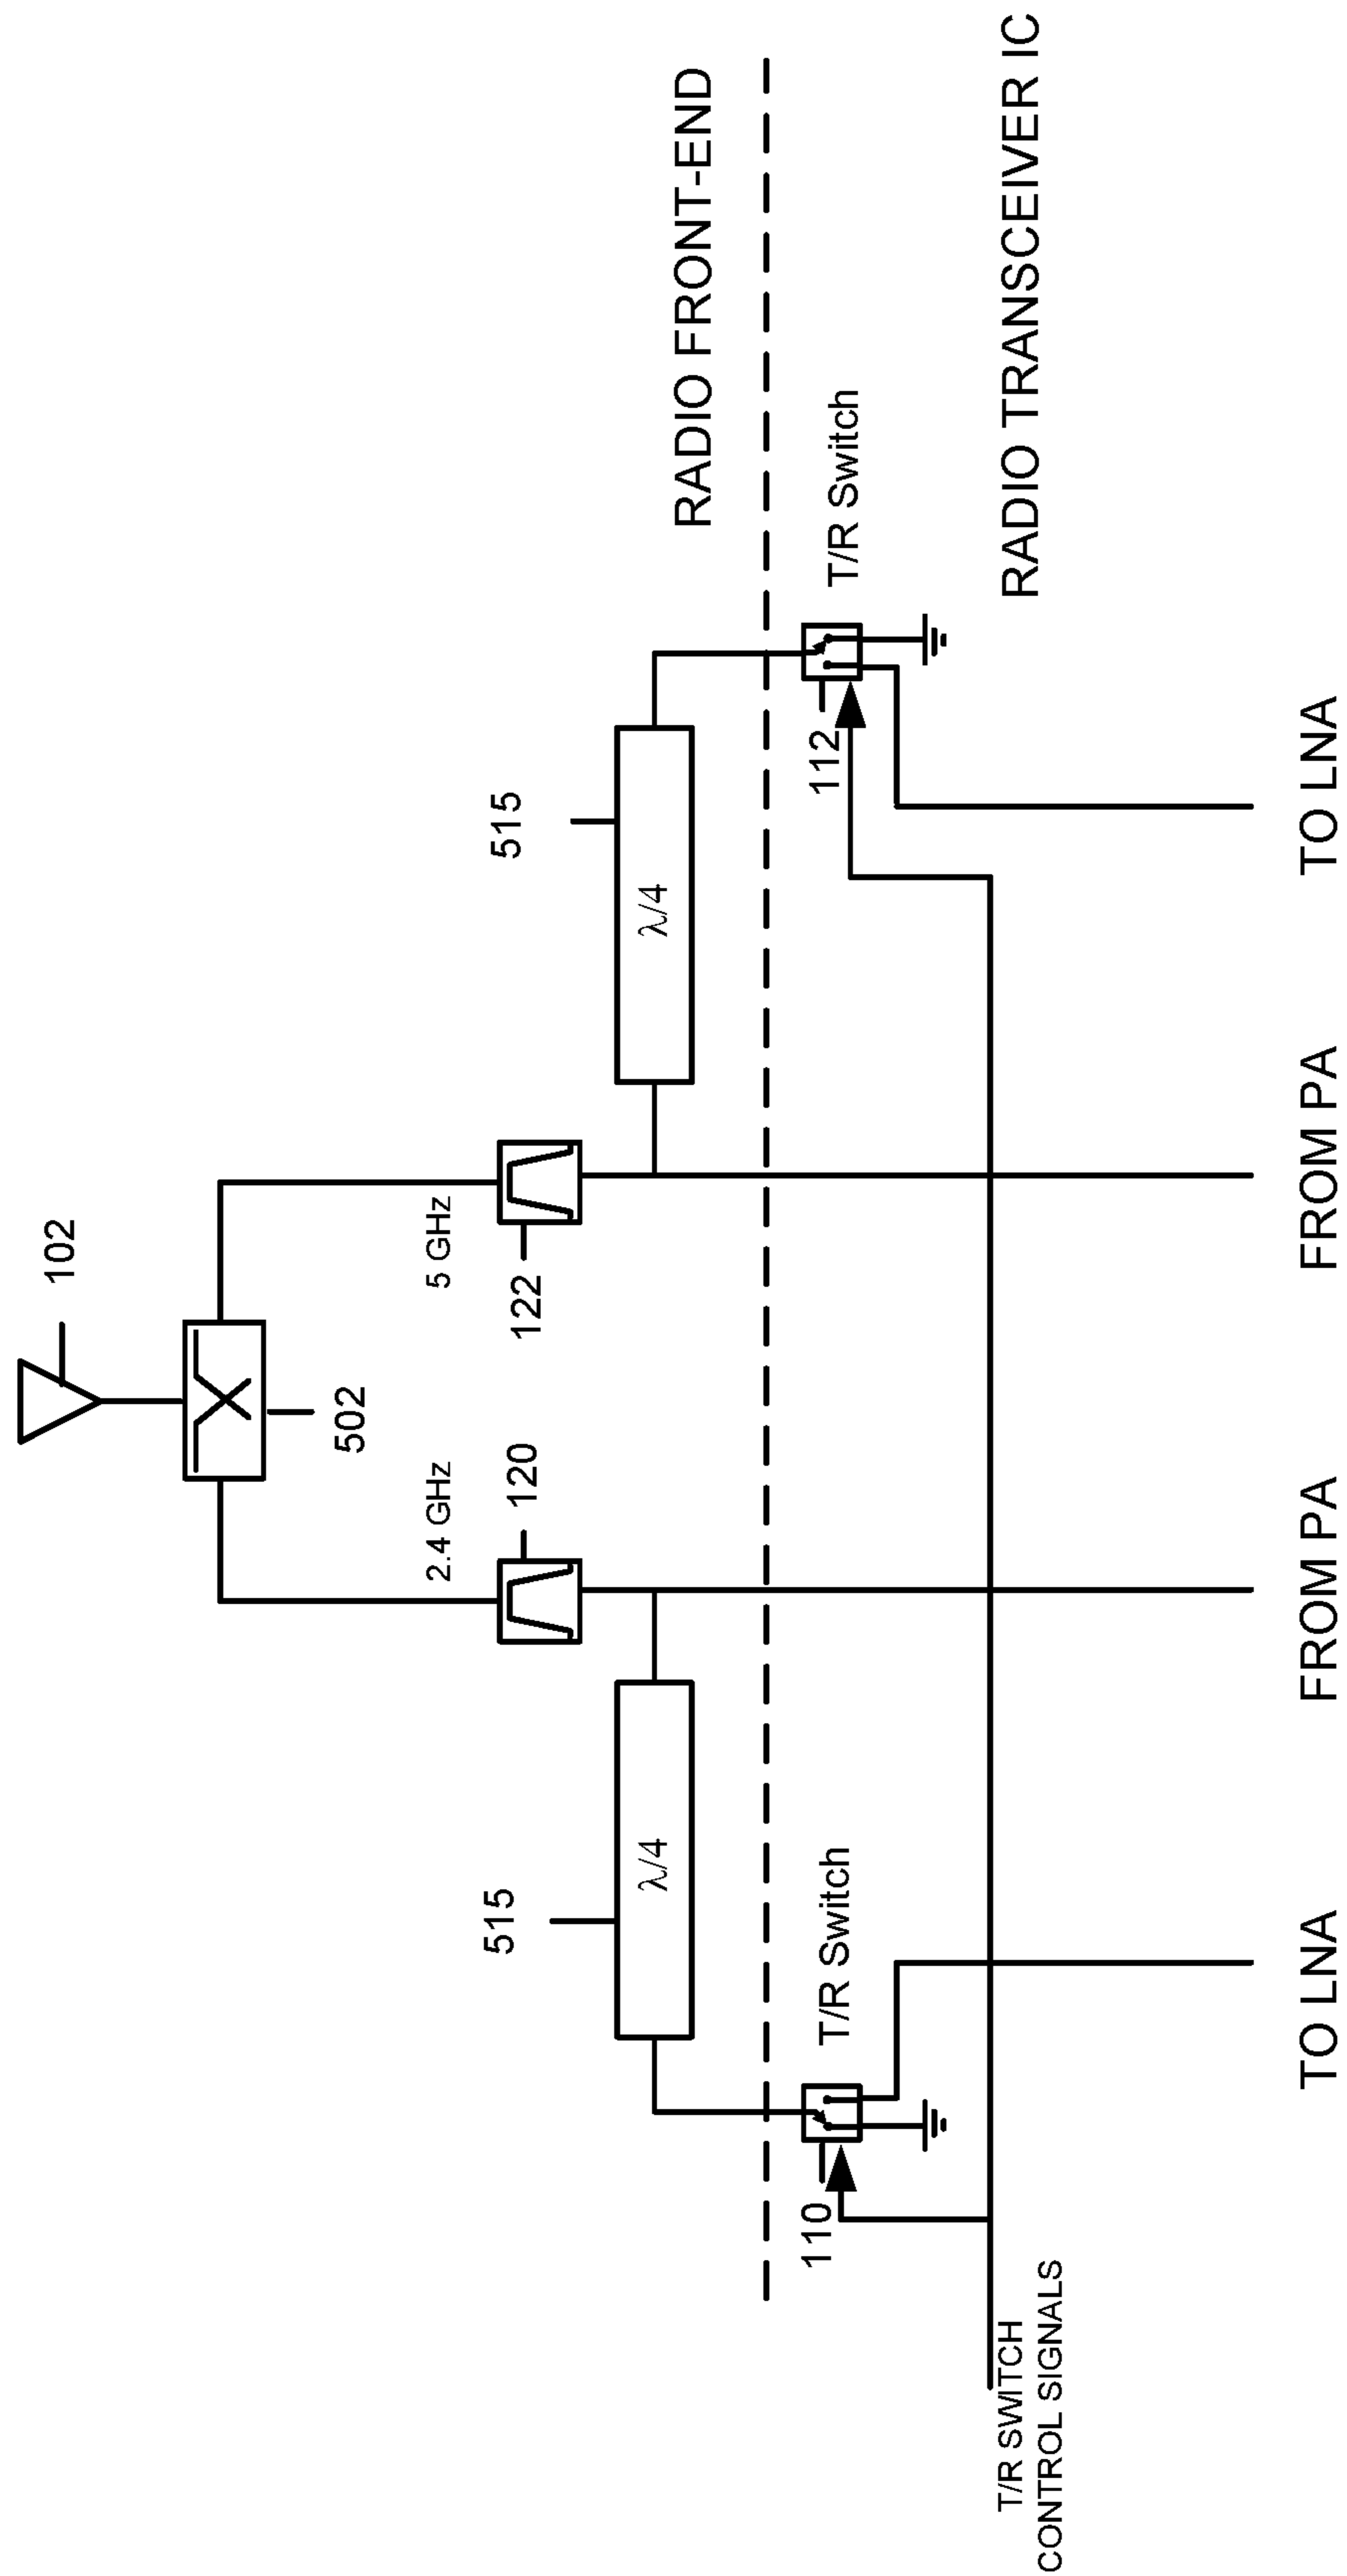 102
502
2.4 GHz
5 GHz
120
122
515
515
λ/4
λ/4
RADIO FRONT-END
110
T/R Switch
112
T/R Switch
RADIO TRANSCEIVER IC
T/R SWITCH
CONTROL SIGNALS
TO LNA
FROM PA
FROM PA
TO LNA